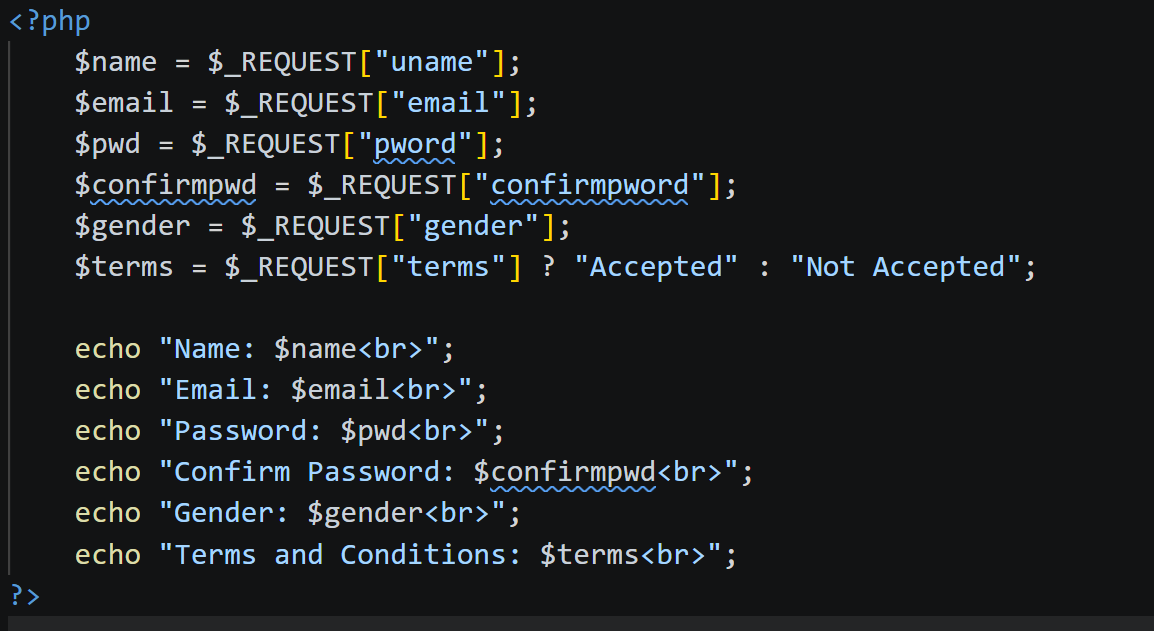 <?php
    $name = $_REQUEST["uname"];
    $email = $_REQUEST["email"];
    $pwd = $_REQUEST["pword"];
    $confirmpwd = $_REQUEST["confirmpword"];
    $gender = $_REQUEST["gender"];
    $terms = $_REQUEST["terms"] ? "Accepted" : "Not Accepted";

    echo "Name: $name<br>";
    echo "Email: $email<br>";
    echo "Password: $pwd<br>";
    echo "Confirm Password: $confirmpwd<br>";
    echo "Gender: $gender<br>";
    echo "Terms and Conditions: $terms<br>";
?>